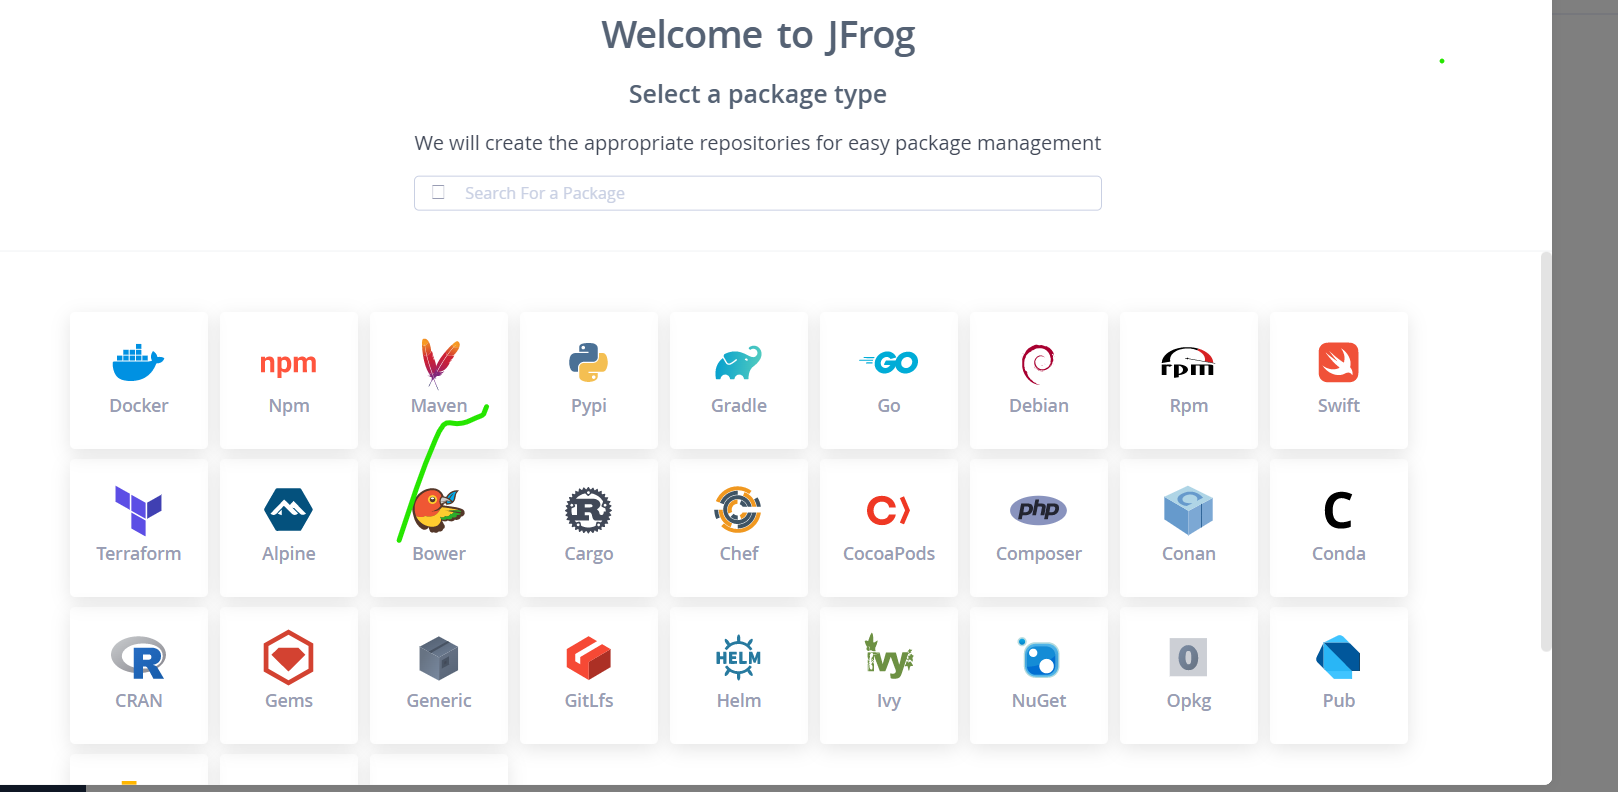 Welcome to JFrog
Select a package type
We will create the appropriate repositories for easy package management
Search For a Package
npm
GO
rpm
Docker Npm Maven Pypi Gradle Go Debian Rpm Swift
R
C
php
C
Terraform Alpine Bower Cargo Chef CocoaPods Composer Conan Conda
R
HELM
ivy
0
CRAN Gems Generic GitLfs Helm Ivy NuGet Opkg Pub